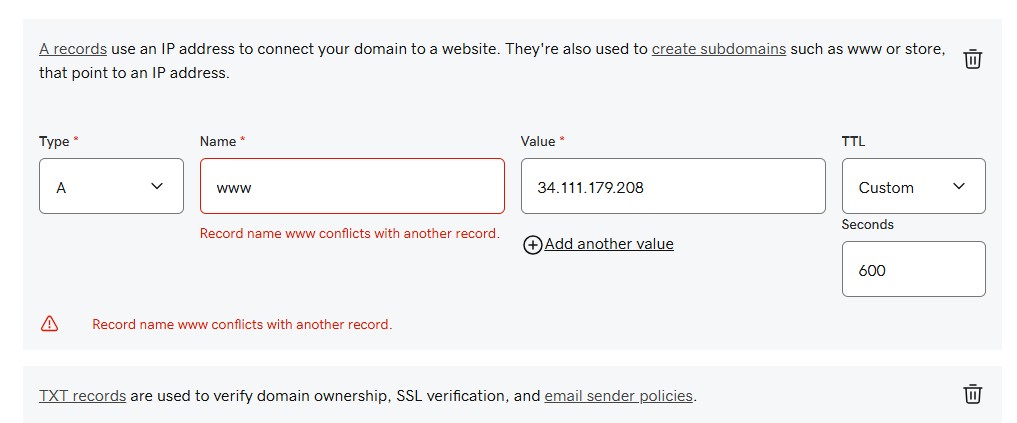 A records use an IP address to connect your domain to a website. They're also used to create subdomains such as www or store,
that point to an IP address.
Type * Name * Value * TTL
A www 34.111.179.208 Custom
Record name www conflicts with another record. Add another value Seconds
600
Record name www conflicts with another record.
TXT records are used to verify domain ownership, SSL verification, and email sender policies.